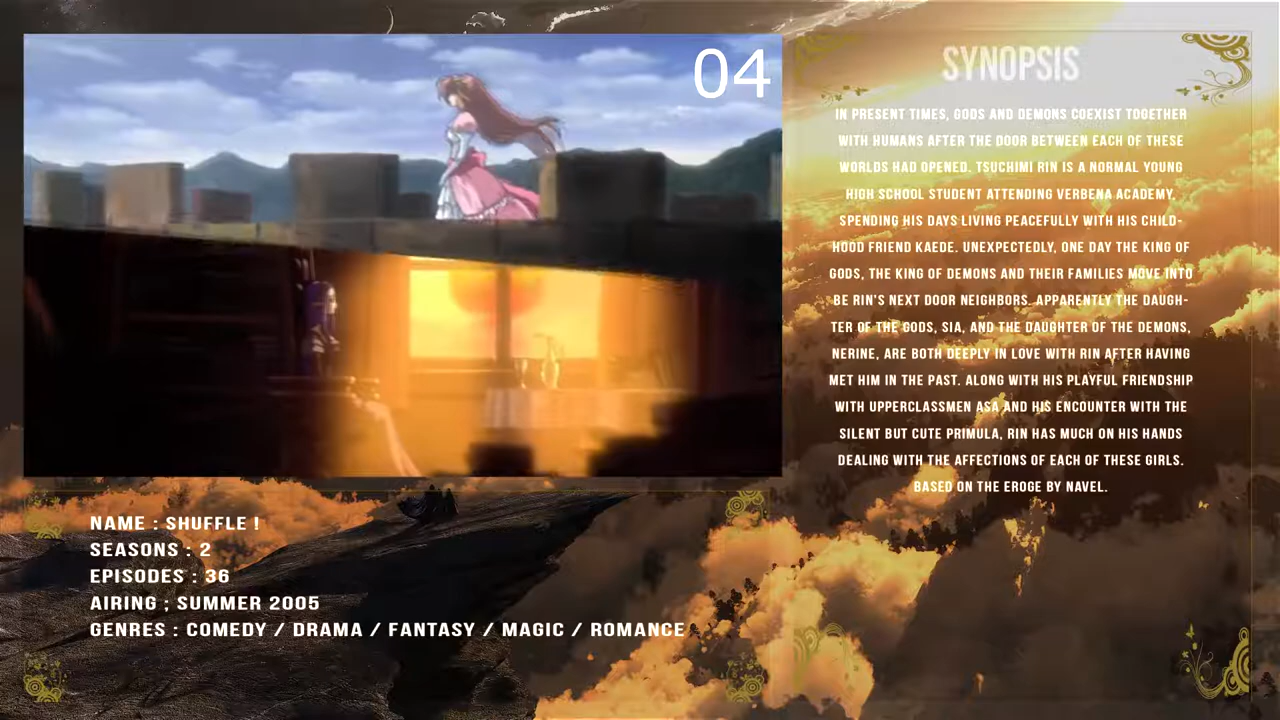 04
SYNOPSIS
IN PRESENT TIMES, GODS AND DEMONS COEXIST TOGETHER
WITH HUMANS AFTER THE DOOR BETWEEN EACH OF THESE
WORLDS HAD OPENED. TSUCHIMI RIN IS A NORMAL YOUNG
HIGH SCHOOL STUDENT ATTENDING VERBENA ACADEMY,
SPENDING HIS DAYS LIVING PEACEFULLY WITH HIS CHILD-
HOOD FRIEND KAEDE. UNEXPECTEDLY, ONE DAY THE KING OF
GODS, THE KING OF DEMONS AND THEIR FAMILIES MOVE INTO
BE RIN'S NEXT DOOR NEIGHBORS. APPARENTLY THE DAUGH-
TER OF THE GODS, SIA, AND THE DAUGHTER OF THE DEMONS,
NERINE, ARE BOTH DEEPLY IN LOVE WITH RIN AFTER HAVING
MET HIM IN THE PAST. ALONG WITH HIS PLAYFUL FRIENDSHIP
WITH UPPERCLASSMEN ASA AND HIS ENCOUNTER WITH THE
SILENT BUT CUTE PRIMULA, RIN HAS MUCH ON HIS HANDS
DEALING WITH THE AFFECTIONS OF EACH OF THESE GIRLS.
BASED ON THE EROGE BY NAVEL.
NAME : SHUFFLE !
SEASONS : 2
EPISODES : 36
AIRING ; SUMMER 2005
GENRES : COMEDY / DRAMA / FANTASY / MAGIC / ROMANCE